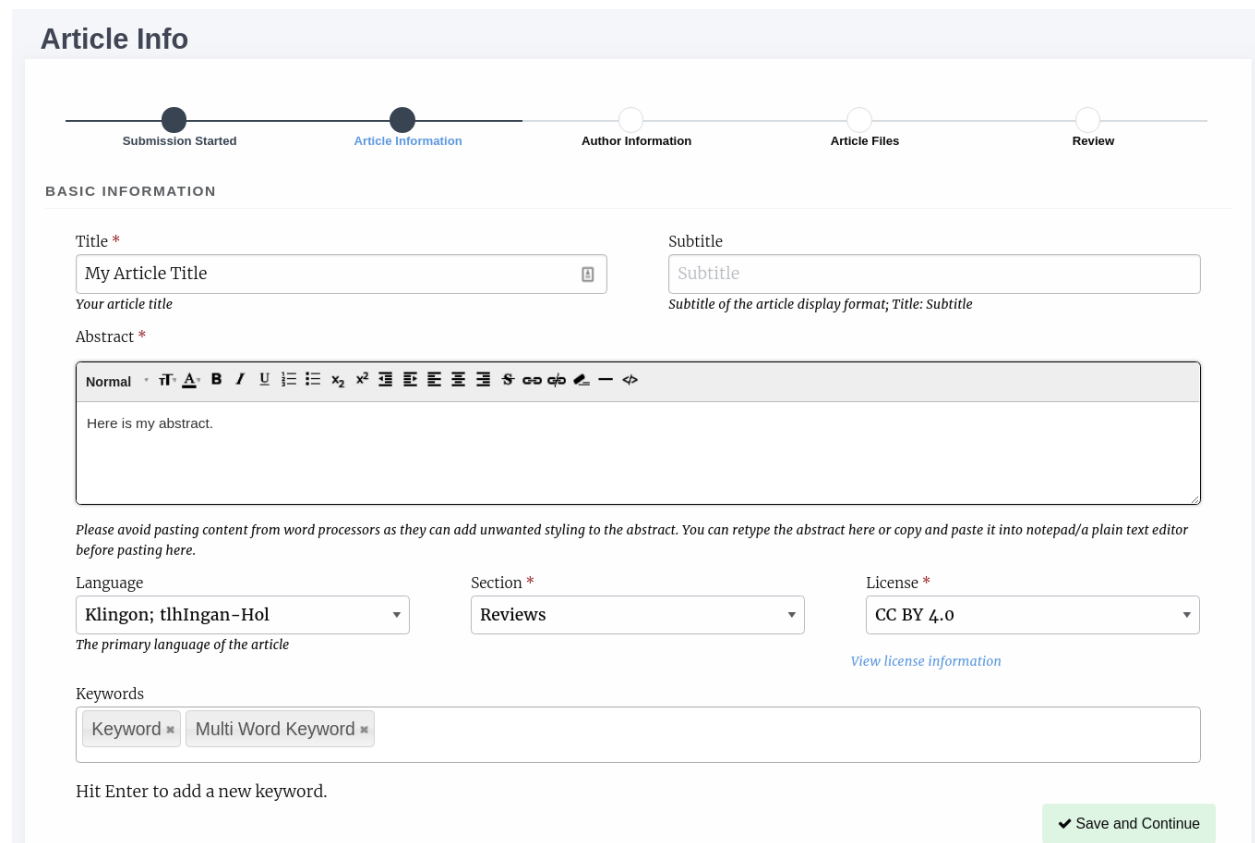 Article Info
Submission Started
Article Information
Author Information
Article Files
Review
BASIC INFORMATION
Title *
Subtitle
My Article Title
Subtitle
Your article title
Subtitle of the article display format; Title: Subtitle
Abstract *
Normal
Here is my abstract.
Please avoid pasting content from word processors as they can add unwanted styling to the abstract. You can retype the abstract here or copy and paste it into notepad/a plain text editor
before pasting here.
Language
Section *
License *
Klingon; tlhIngan-Hol
Reviews
CC BY 4.0
The primary language of the article
View license information
Keywords
Keyword ×
Multi Word Keyword ×
Hit Enter to add a new keyword.
Save and Continue